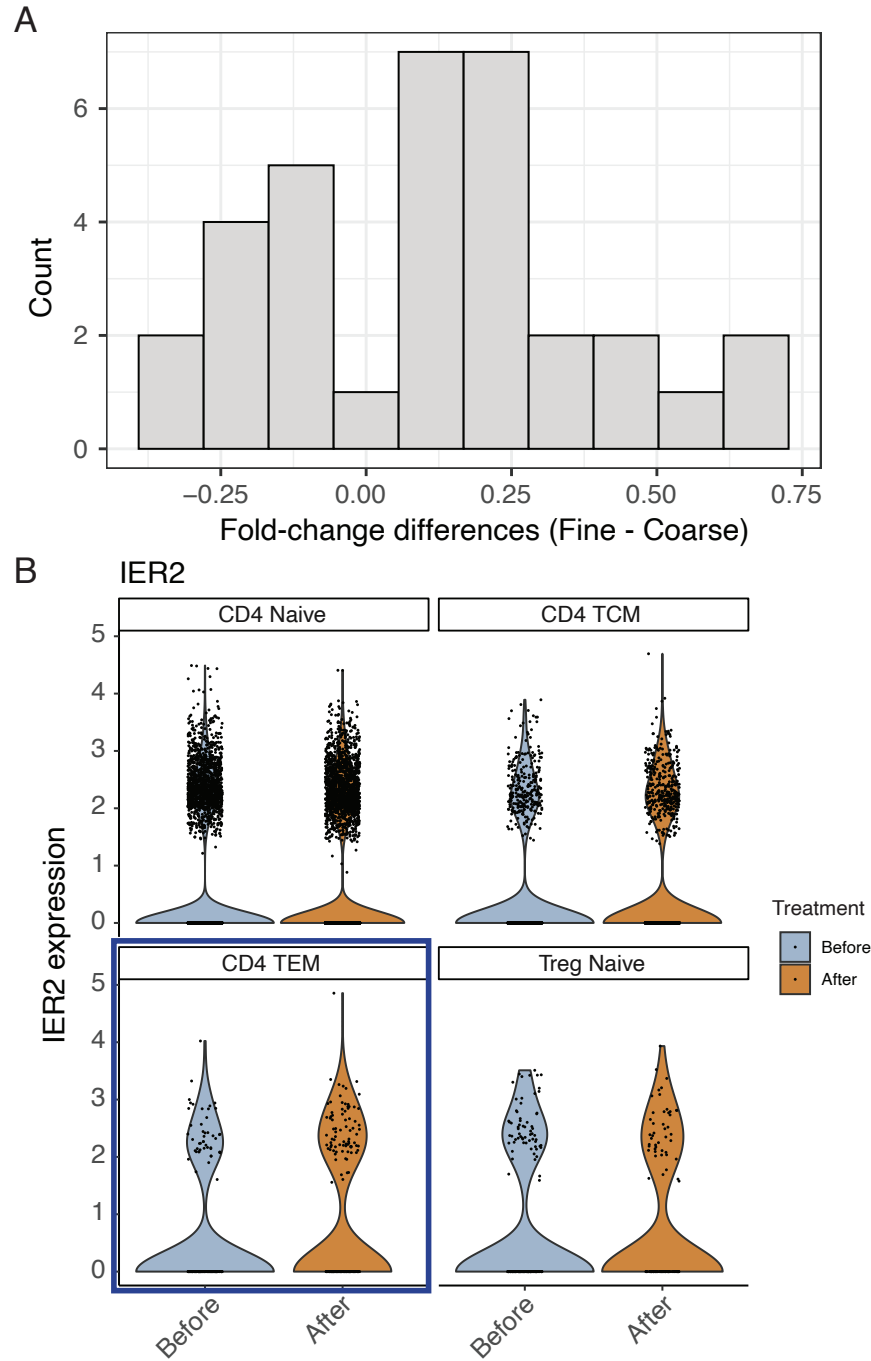 A
6
4
2
0
Count
−0.25 0.00 0.25 0.50 0.75
Fold-change differences (Fine - Coarse)
B
IER2
CD4 Naive CD4 TCM
5
4
3
2
1
0
IER2 expression
Treatment
Before
After
CD4 TEM Treg Naive
5
4
3
2
1
0
Before After Before After